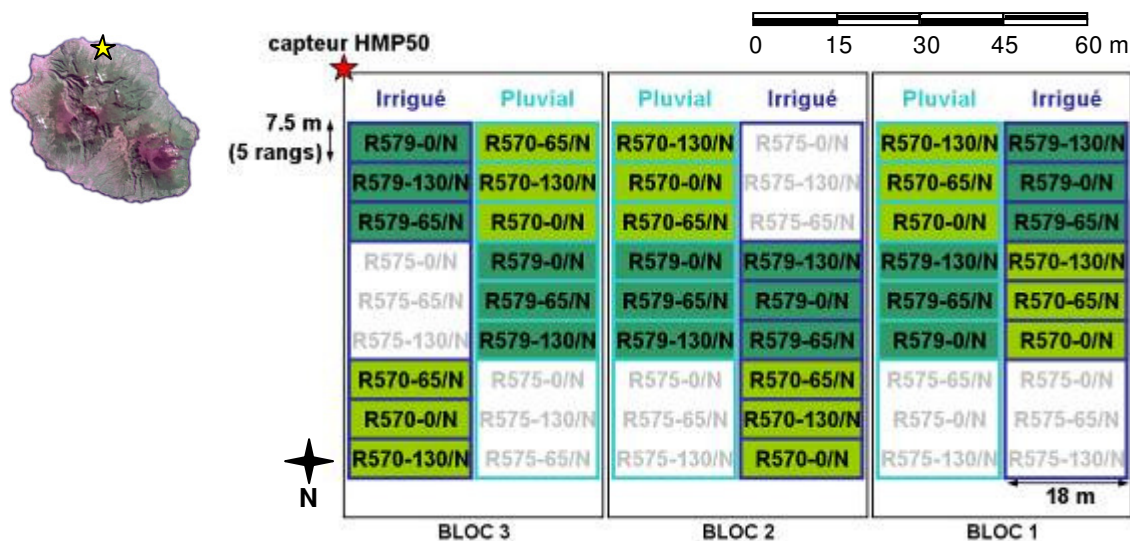 capteur HMP50
0 15 30 45 60 m
Irrigué Pluvial Pluvial Irrigué Pluvial Irrigué
7.5 m
(5 rangs)
R579-0/N R570-65/N R570-130/N R575-0/N R570-130/N R579-130/N
R579-130/N R570-130/N R570-0/N R575-130/N R570-65/N R579-0/N
R579-65/N R570-0/N R570-65/N R575-65/N R570-0/N R579-65/N
R575-0/N R579-0/N R579-0/N R579-130/N R579-130/N R570-130/N
R575-65/N R579-65/N R579-65/N R579-0/N R579-65/N R570-65/N
R575-130/N R579-130/N R579-130/N R579-65/N R579-0/N R570-0/N
R570-65/N R575-0/N R575-0/N R570-65/N R575-65/N R575-0/N
R570-0/N R575-130/N R575-65/N R570-130/N R575-0/N R575-65/N
R570-130/N R575-65/N R575-130/N R570-0/N R575-130/N R575-130/N
N
18 m
BLOC 3 BLOC 2 BLOC 1